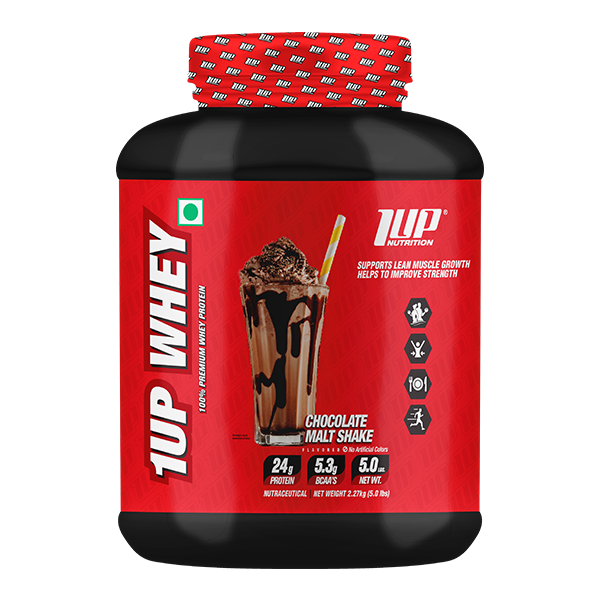 1UP
NUTRITION
SUPPORTS LEAN MUSCLE GROWTH
HELPS TO IMPROVE STRENGTH
1UP WHEY
100% PREMIUM WHEY PROTEIN
CHOCOLATE
MALT SHAKE
FLAVORED No Artificial Colors
24g
PROTEIN
5.3g
BCAA'S
5.0 LBS.
NET WT.
NUTRACEUTICAL | NET WEIGHT 2.27kg (5.0 lbs)